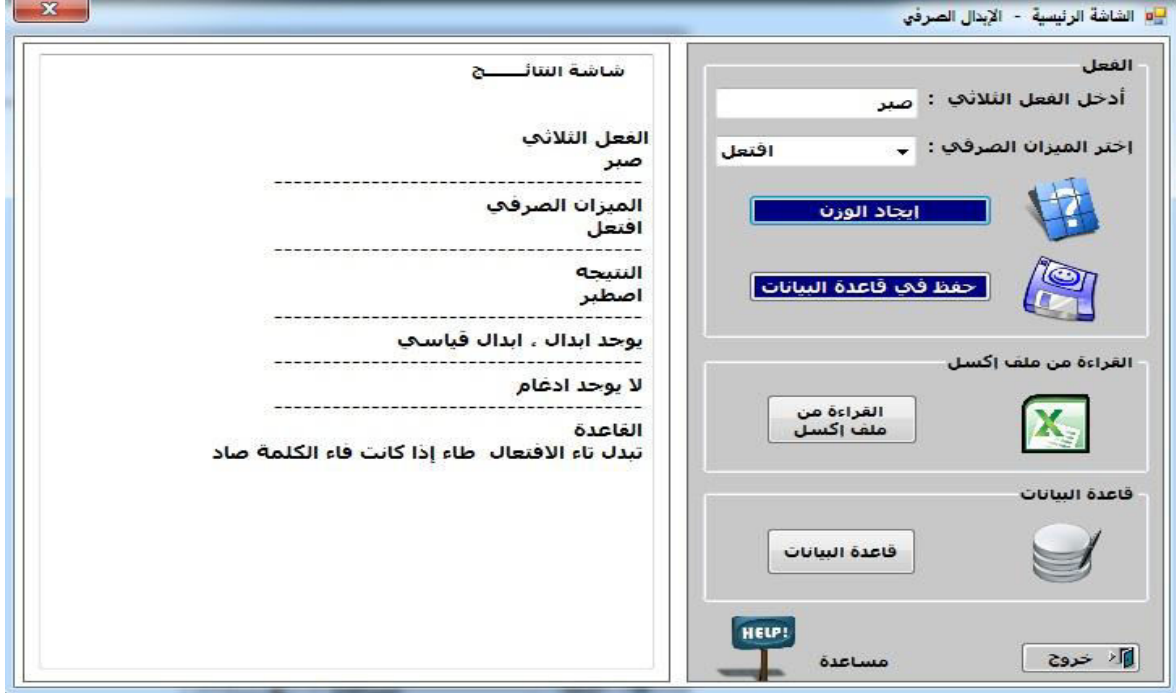 الشاشة الرئيسية - الإبدال الصرفي
الفعل
أدخل الفعل الثلاثي : صبر
إختر الميزان الصرفي : افتعل
إيجاد الوزن
حفظ في قاعدة البيانات
القراءة من ملف إكسل
القراءة من
ملف إكسل
قاعدة البيانات
قاعدة البيانات
HELP!
مساعدة
خروج
شاشة النتائـــــج
الفعل الثلاثي
صبر
----------------------------------------
الميزان الصرفي
افتعل
----------------------------------------
النتيجه
اصطبر
----------------------------------------
يوجد ابدال ، ابدال قياسي
----------------------------------------
لا يوجد ادغام
----------------------------------------
القاعدة
تبدل تاء الافتعال طاء إذا كانت فاء الكلمة صاد